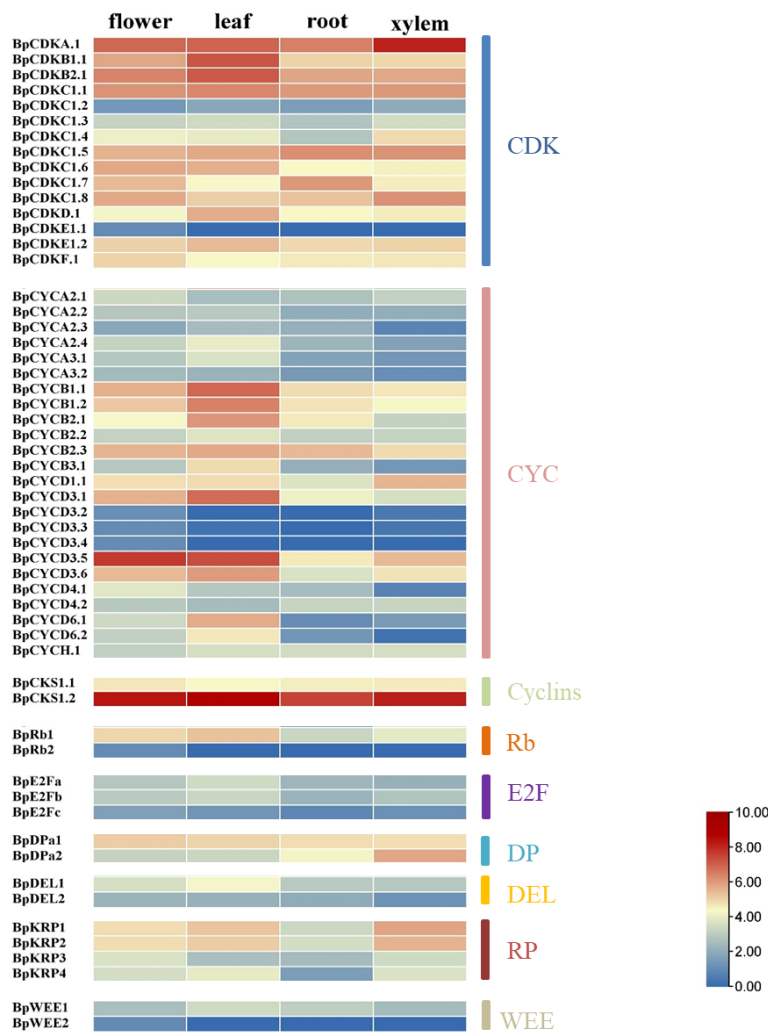 flower leaf root xylem
BpCDKA.1
BpCDKB1.1
BpCDKB2.1
BpCDKC1.1
BpCDKC1.2
BpCDKC1.3
BpCDKC1.4
BpCDKC1.5
BpCDKC1.6
BpCDKC1.7
BpCDKC1.8
BpCDKD.1
BpCDKE1.1
BpCDKE1.2
BpCDKF.1
CDK
BpCYCA2.1
BpCYCA2.2
BpCYCA2.3
BpCYCA2.4
BpCYCA3.1
BpCYCA3.2
BpCYCB1.1
BpCYCB1.2
BpCYCB2.1
BpCYCB2.2
BpCYCB2.3
BpCYCB3.1
BpCYCD1.1
BpCYCD3.1
BpCYCD3.2
BpCYCD3.3
BpCYCD3.4
BpCYCD3.5
BpCYCD3.6
BpCYCD4.1
BpCYCD4.2
BpCYCD6.1
BpCYCD6.2
BpCYCH.1
CYC
BpCKS1.1
BpCKS1.2
Cyclins
BpRb1
BpRb2
Rb
BpE2Fa
BpE2Fb
BpE2Fc
E2F
BpDPa1
BpDPa2
DP
BpDEL1
BpDEL2
DEL
BpKRP1
BpKRP2
BpKRP3
BpKRP4
RP
BpWEE1
BpWEE2
WEE
10.00
8.00
6.00
4.00
2.00
0.00